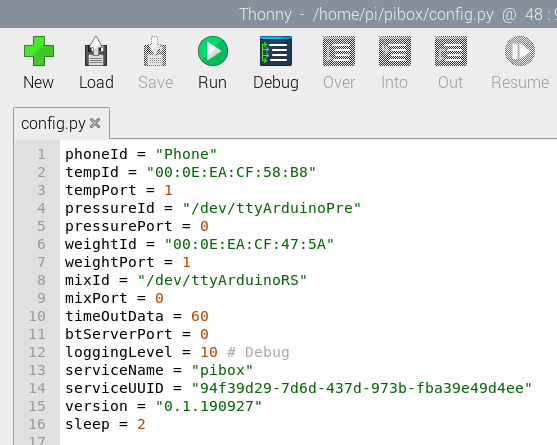 Thonny - /home/pi/pibox/config.py @ 48 :
New Load Save Run Debug Over Into Out Resume
config.py
1 phoneId = "Phone"
2 tempId = "00:0E:EA:CF:58:B8"
3 tempPort = 1
4 pressureId = "/dev/ttyArduinoPre"
5 pressurePort = 0
6 weightId = "00:0E:EA:CF:47:5A"
7 weightPort = 1
8 mixId = "/dev/ttyArduinoRS"
9 mixPort = 0
10 timeOutData = 60
11 btServerPort = 0
12 loggingLevel = 10 # Debug
13 serviceName = "pibox"
14 serviceUUID = "94f39d29-7d6d-437d-973b-fba39e49d4ee"
15 version = "0.1.190927"
16 sleep = 2
17